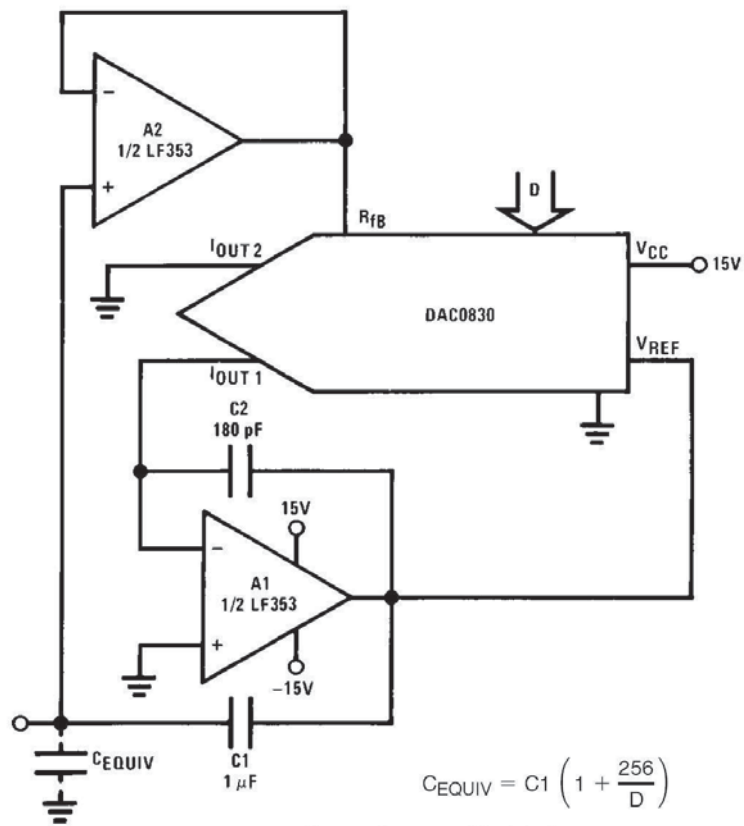 −
A2
1/2 LF353
+
D
RfB
IOUT 2
VCC
15V
DAC0830
VREF
IOUT 1
C2
180 pF
15V
−
A1
1/2 LF353
+
−15V
CEQUIV
C1
1 μF
CEQUIV = C1 (1 + 256/D)